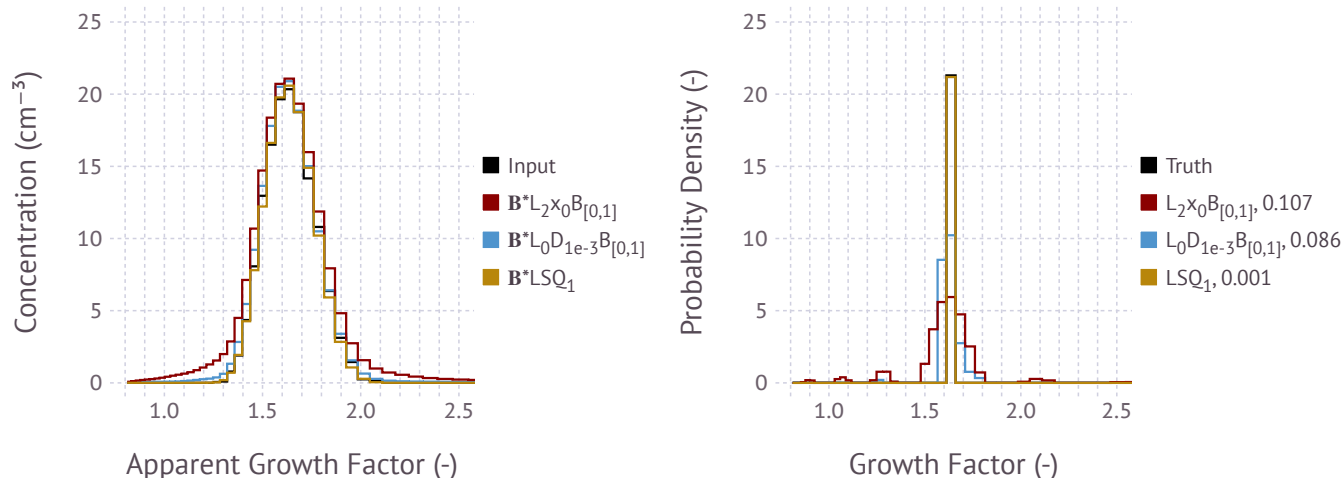 25
20
15
10
5
0
Concentration (cm⁻³)
1.0 1.5 2.0 2.5
Apparent Growth Factor (-)
Input
B*L₂x₀B[0,1]
B*L₀D1e-3B[0,1]
B*LSQ₁
25
20
15
10
5
0
Probability Density (-)
1.0 1.5 2.0 2.5
Growth Factor (-)
Truth
L₂x₀B[0,1], 0.107
L₀D1e-3B[0,1], 0.086
LSQ₁, 0.001